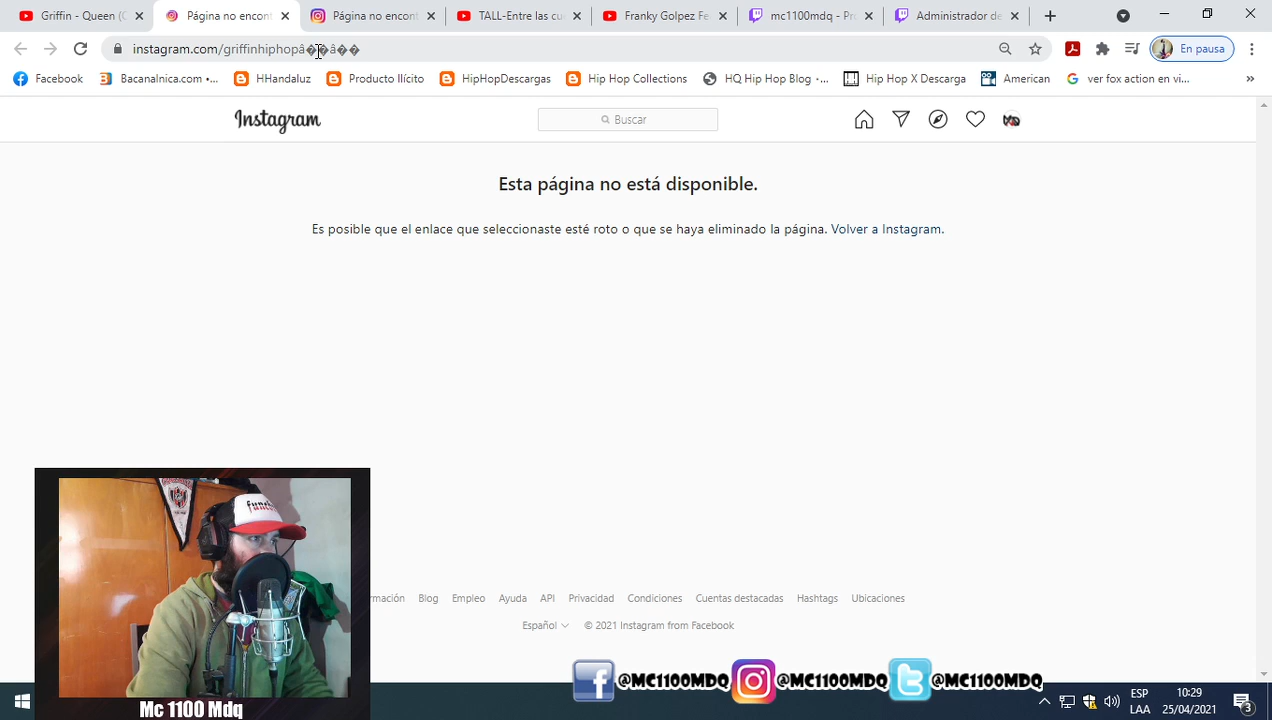 Griffin - Queen (C
Página no encont
Página no encont
TALL-Entre las cu
Franky Golpez Fe
mc1100mdq - Pr
Administrador de
instagram.com/griffinhiphopâ��â��
En pausa
Facebook
Bacanalnica.com •...
HHandaluz
Producto Ilícito
HipHopDescargas
Hip Hop Collections
HQ Hip Hop Blog •...
Hip Hop X Descarga
American
ver fox action en vi...
»
Instagram
Buscar
Esta página no está disponible.
Es posible que el enlace que seleccionaste esté roto o que se haya eliminado la página. Volver a Instagram.
rmación Blog Empleo Ayuda API Privacidad Condiciones Cuentas destacadas Hashtags Ubicaciones
Español © 2021 Instagram from Facebook
@MC1100MDQ @MC1100MDQ @MC1100MDQ
Mc 1100 Mdq
ESP
LAA
10:29
25/04/2021
3